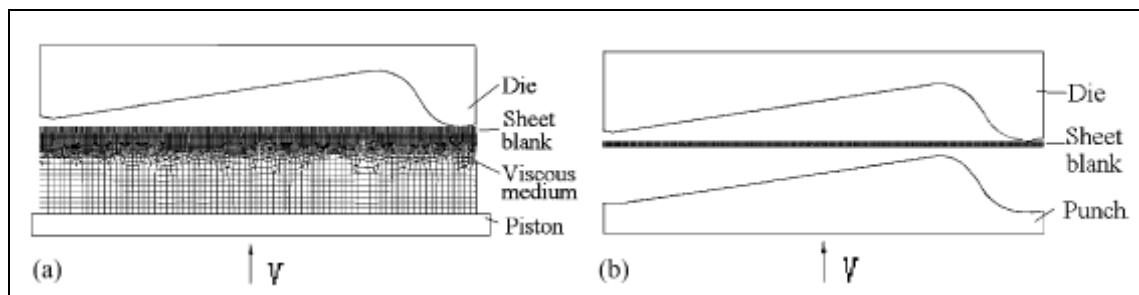 Die
Sheet
blank
Viscous
medium
Piston
(a)
V
Die
Sheet
blank
Punch
(b)
V